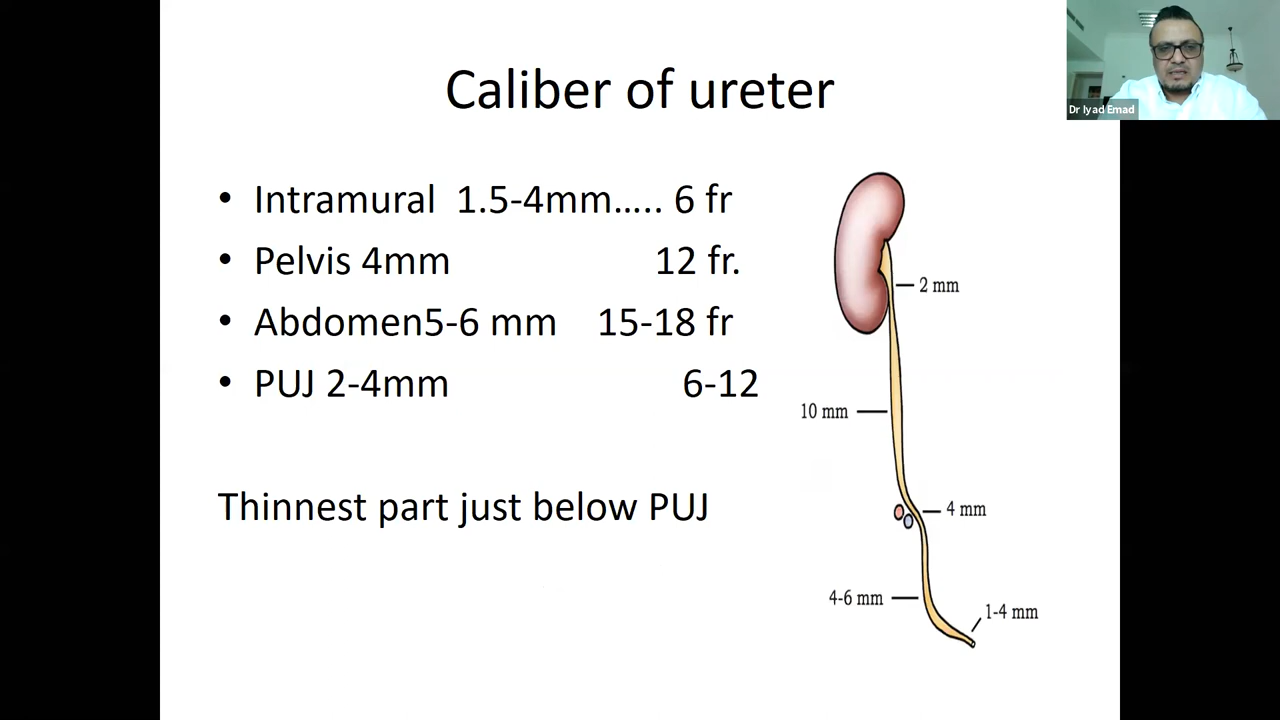 Caliber of ureter
Dr Iyad Emad
• Intramural 1.5-4mm….. 6 fr
• Pelvis 4mm 12 fr.
• Abdomen5-6 mm 15-18 fr
• PUJ 2-4mm 6-12
Thinnest part just below PUJ
2 mm
10 mm
4 mm
4-6 mm
1-4 mm